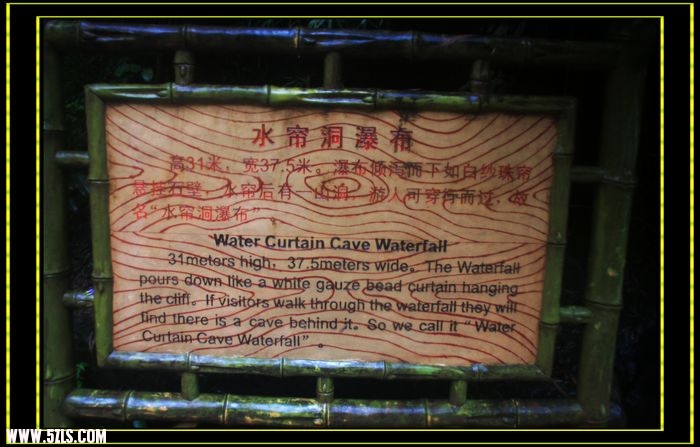 水帘洞瀑布
高31米，宽37.5米。瀑布倾泻而下如白纱珠帘
悬挂石壁，水帘后有一山洞，游人可穿行而过，故
名“水帘洞瀑布”。
Water Curtain Cave Waterfall
31meters high, 37.5meters wide。The Waterfall
pours down like a white gauze bead curtain hanging
the cliff。If visitors walk through the waterfall they will
find there is a cave behind it。So we call it“Water
Curtain Cave Waterfall”。
WWW.5ZLS.COM